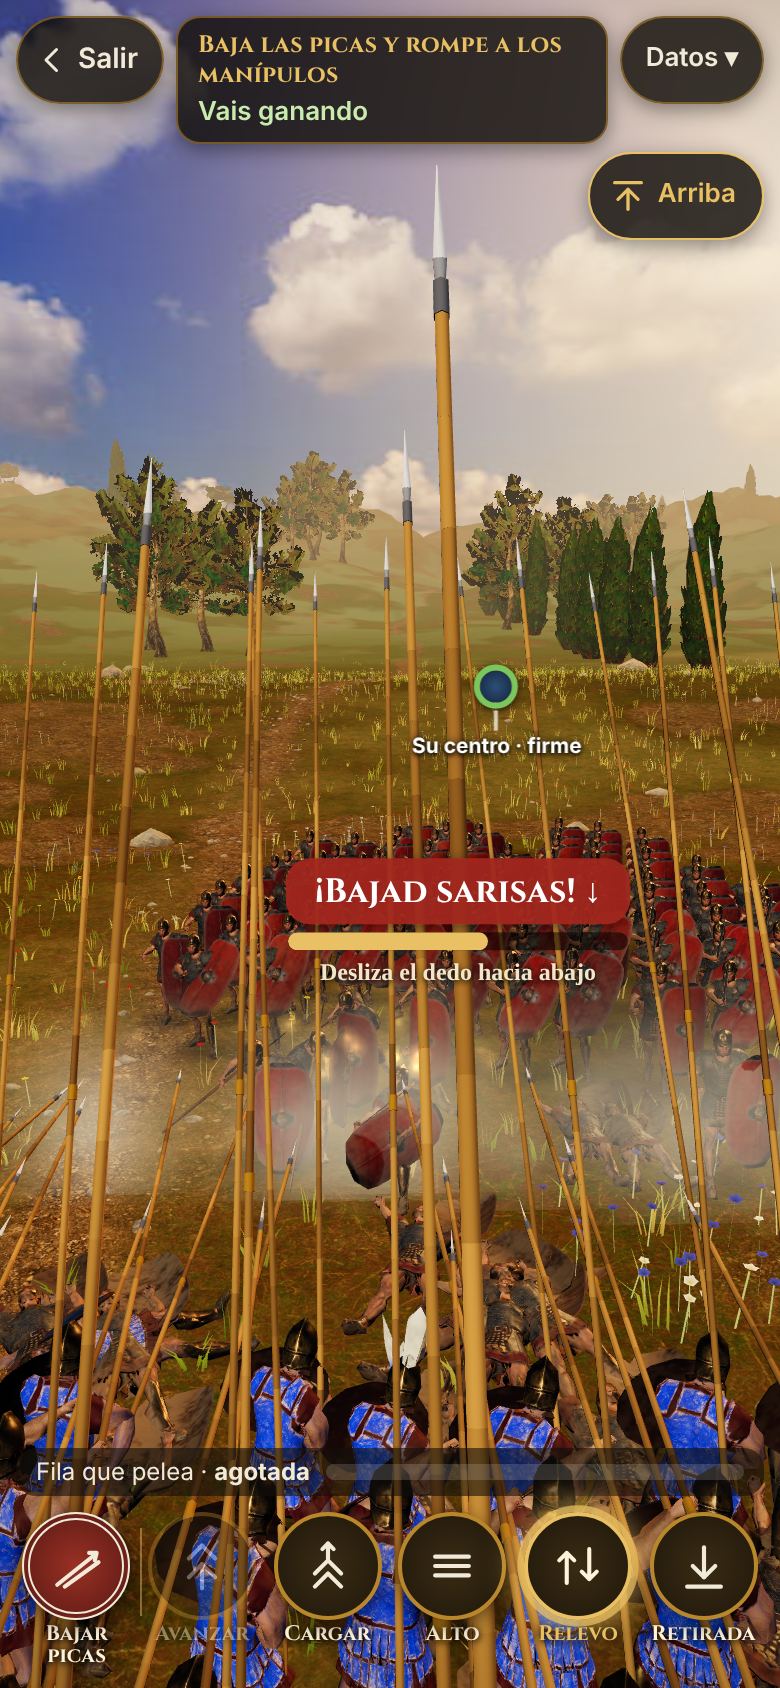 Salir
BAJA LAS PICAS Y ROMPE A LOS
MANÍPULOS
Vais ganando
Datos ▾
Arriba
Su centro · firme
¡BAJAD SARISAS! ↓
Desliza el dedo hacia abajo
Fila que pelea · agotada
BAJAR
PICAS
AVANZAR
CARGAR
ALTO
RELEVO
RETIRADA